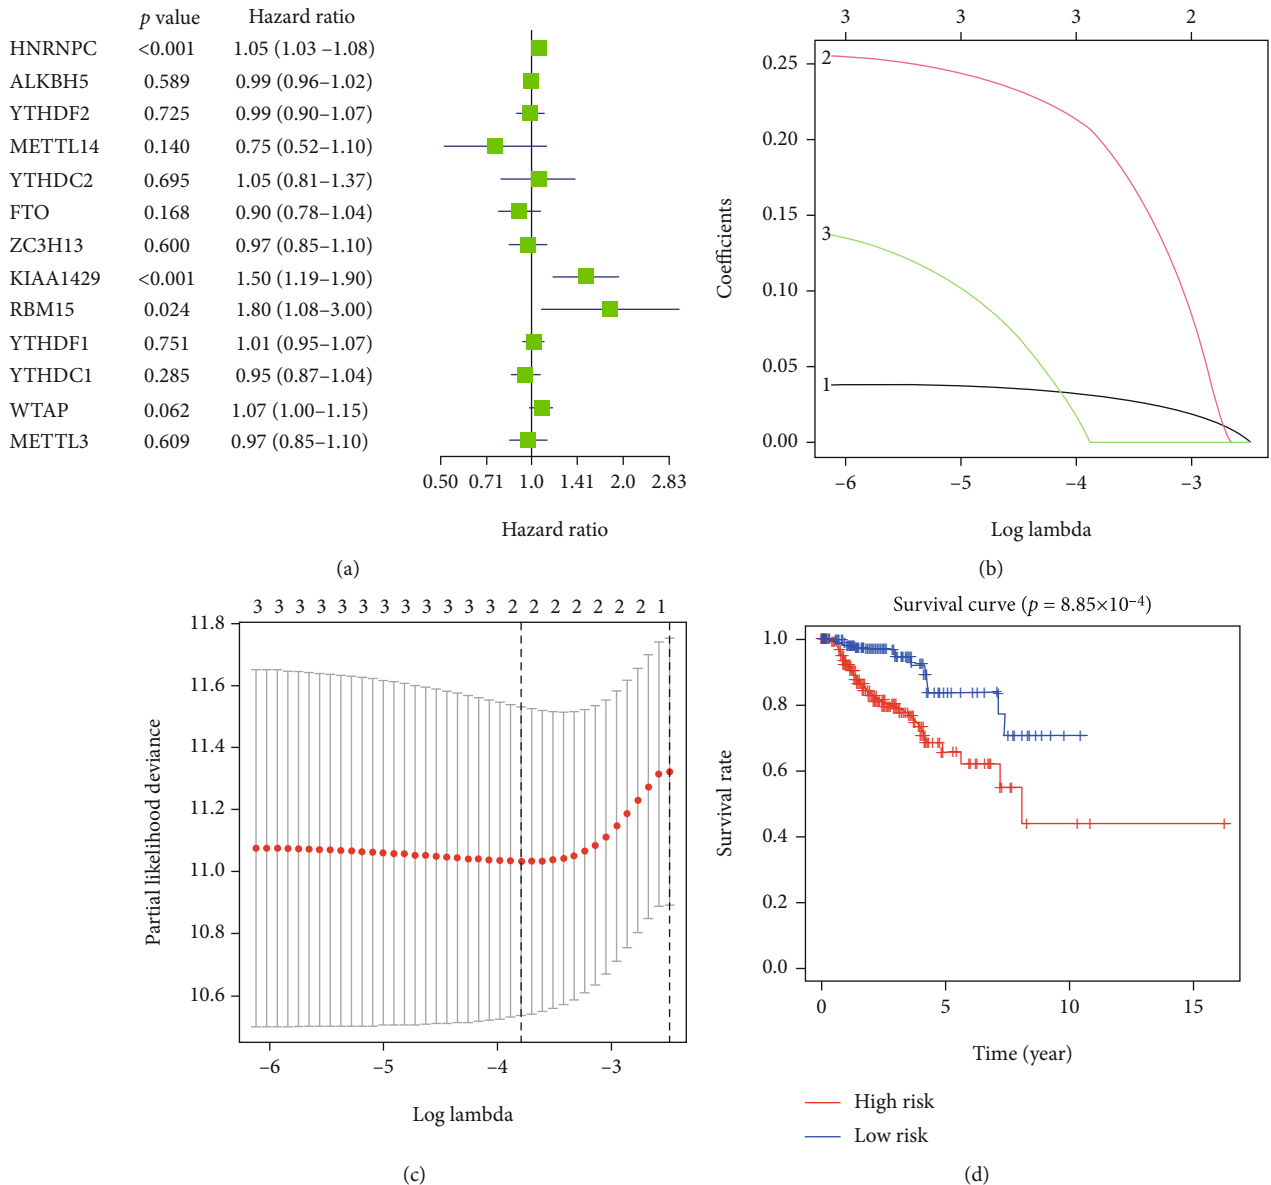 p value Hazard ratio
HNRNPC <0.001 1.05 (1.03 –1.08)
ALKBH5 0.589 0.99 (0.96–1.02)
YTHDF2 0.725 0.99 (0.90–1.07)
METTL14 0.140 0.75 (0.52–1.10)
YTHDC2 0.695 1.05 (0.81–1.37)
FTO 0.168 0.90 (0.78–1.04)
ZC3H13 0.600 0.97 (0.85–1.10)
KIAA1429 <0.001 1.50 (1.19–1.90)
RBM15 0.024 1.80 (1.08–3.00)
YTHDF1 0.751 1.01 (0.95–1.07)
YTHDC1 0.285 0.95 (0.87–1.04)
WTAP 0.062 1.07 (1.00–1.15)
METTL3 0.609 0.97 (0.85–1.10)
0.50 0.71 1.0 1.41 2.0 2.83
Hazard ratio
(a)
3 3 3 2
0.25
0.20
0.15
0.10
0.05
0.00
Coefficients
2
3
1
–6 –5 –4 –3
Log lambda
(b)
3 3 3 3 3 3 3 3 3 3 3 3 2 2 2 2 2 2 2 1
11.8
11.6
11.4
11.2
11.0
10.8
10.6
Partial likelihood deviance
–6 –5 –4 –3
Log lambda
(c)
Survival curve (p = 8.85×10⁻⁴)
1.0
0.8
0.6
0.4
0.2
0.0
Survival rate
0 5 10 15
Time (year)
High risk
Low risk
(d)